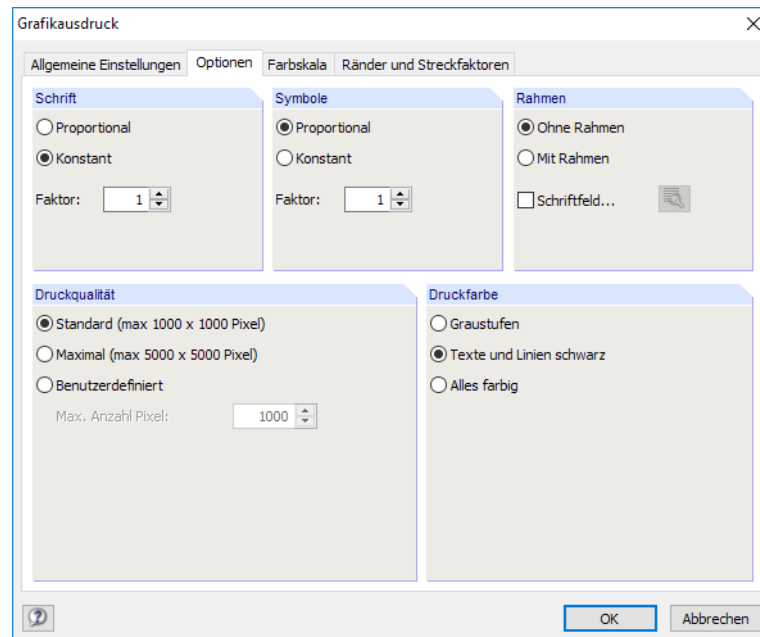 Grafikausdruck
Allgemeine Einstellungen Optionen Farbskala Ränder und Streckfaktoren
Schrift
Proportional
Konstant
Faktor: 1
Symbole
Proportional
Konstant
Faktor: 1
Rahmen
Ohne Rahmen
Mit Rahmen
Schriftfeld...
Druckqualität
Standard (max 1000 x 1000 Pixel)
Maximal (max 5000 x 5000 Pixel)
Benutzerdefiniert
Max. Anzahl Pixel: 1000
Druckfarbe
Graustufen
Texte und Linien schwarz
Alles farbig
OK Abbrechen